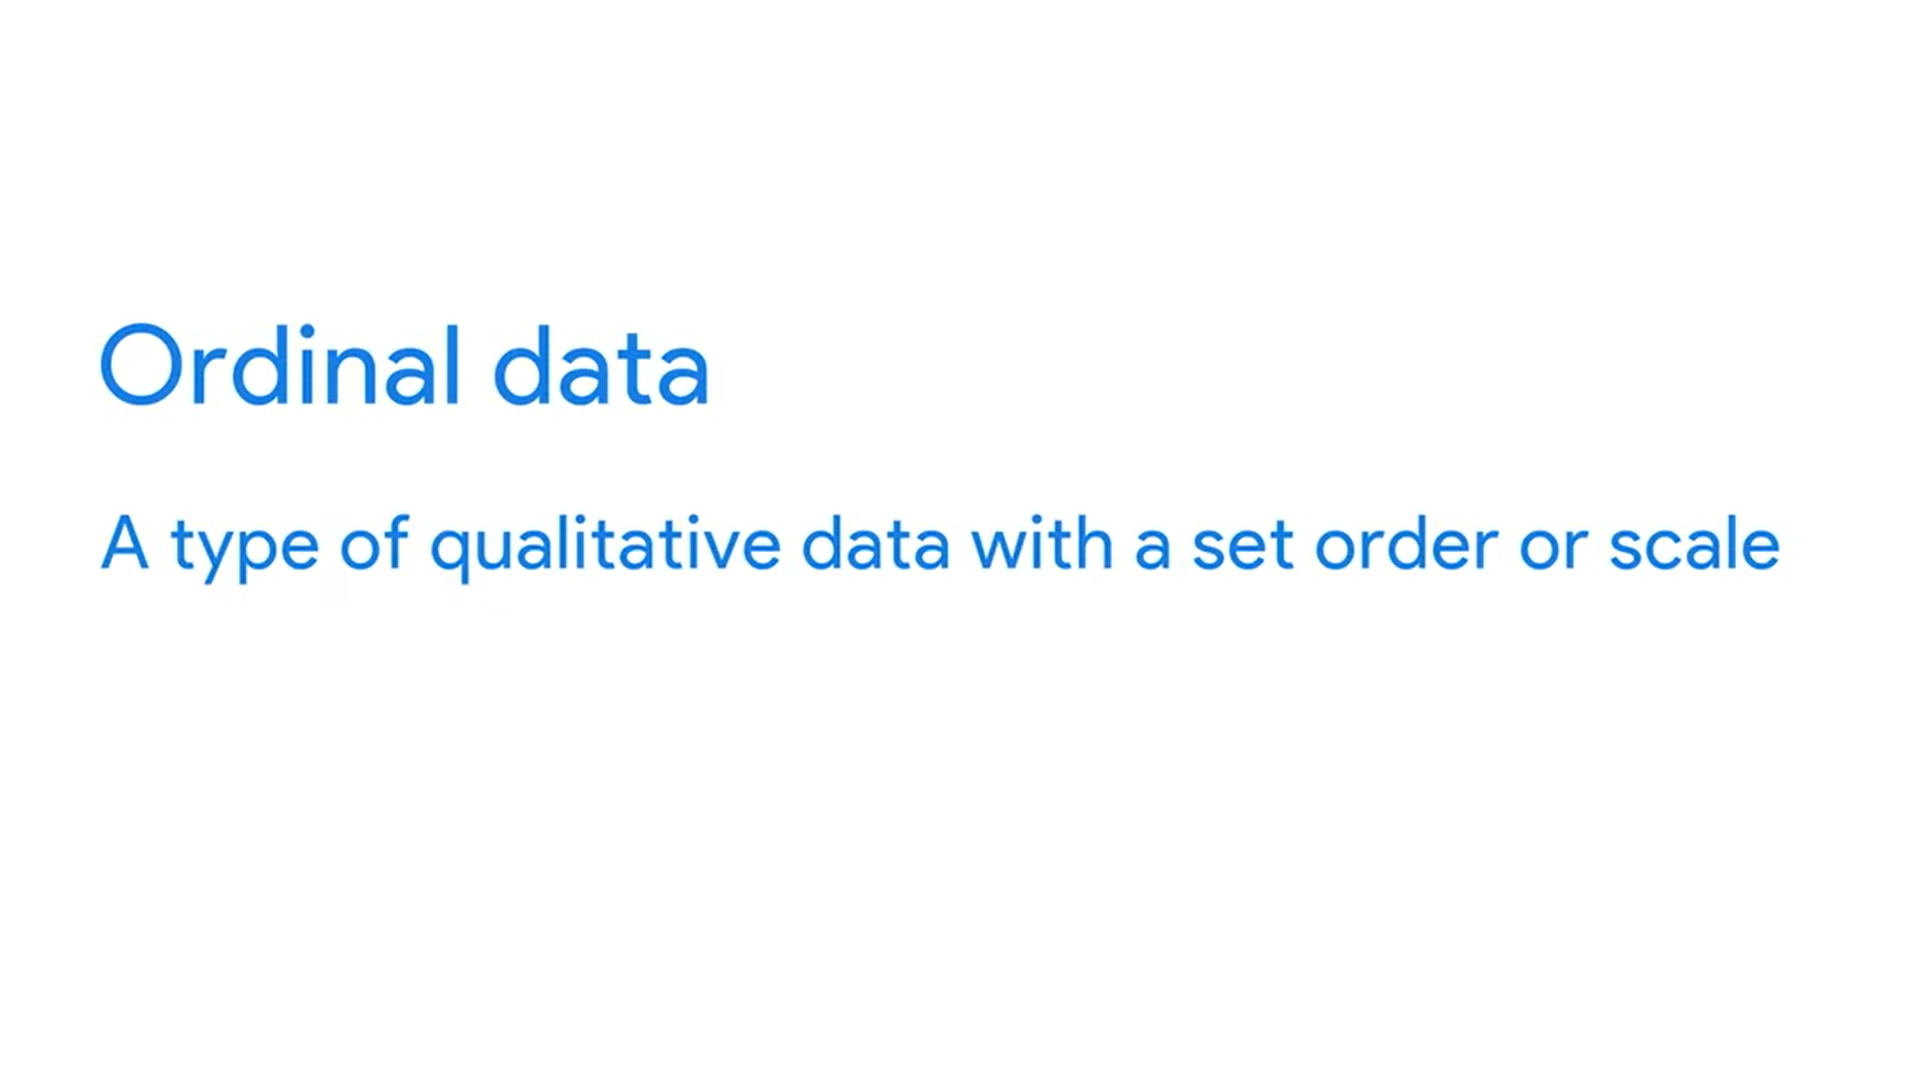 Ordinal data
A type of qualitative data with a set order or scale